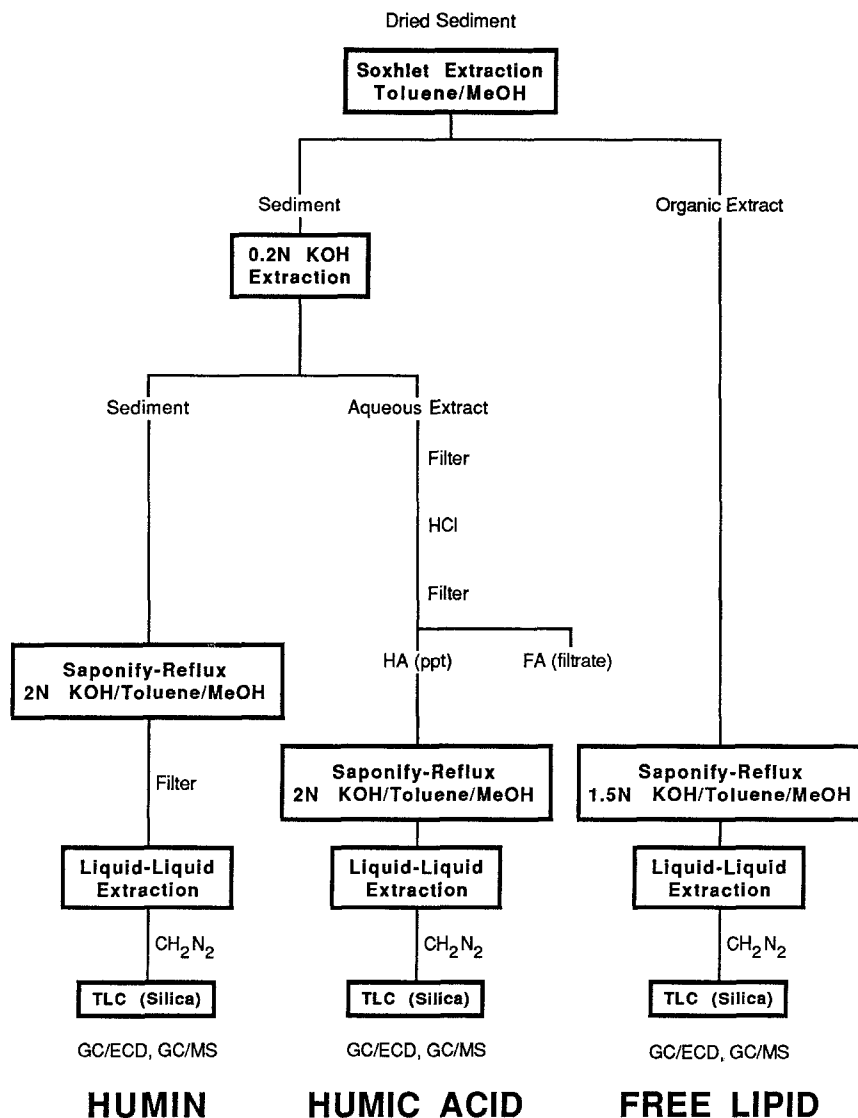 Dried Sediment
Soxhlet Extraction
Toluene/MeOH
Sediment
Organic Extract
0.2N KOH
Extraction
Sediment
Aqueous Extract
Filter
HCl
Filter
HA (ppt)
FA (filtrate)
Saponify-Reflux
2N KOH/Toluene/MeOH
Saponify-Reflux
2N KOH/Toluene/MeOH
Saponify-Reflux
1.5N KOH/Toluene/MeOH
Filter
Liquid-Liquid
Extraction
Liquid-Liquid
Extraction
Liquid-Liquid
Extraction
CH2N2
CH2N2
CH2N2
TLC (Silica)
TLC (Silica)
TLC (Silica)
GC/ECD, GC/MS
GC/ECD, GC/MS
GC/ECD, GC/MS
HUMIN
HUMIC ACID
FREE LIPID